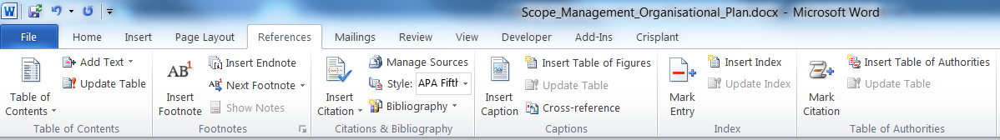 Scope_Management_Organisational_Plan.docx - Microsoft Word
File Home Insert Page Layout References Mailings Review View Developer Add-Ins Crisplant
Table of Contents
Add Text
Update Table
Table of Contents
AB1
Insert Footnote
Insert Endnote
AB1 Next Footnote
Show Notes
Footnotes
Insert Citation
Manage Sources
Style: APA Fifth
Bibliography
Citations & Bibliography
Insert Caption
Insert Table of Figures
Update Table
Cross-reference
Captions
Mark Entry
Insert Index
Update Index
Index
Mark Citation
Insert Table of Authorities
Update Table
Table of Authorities